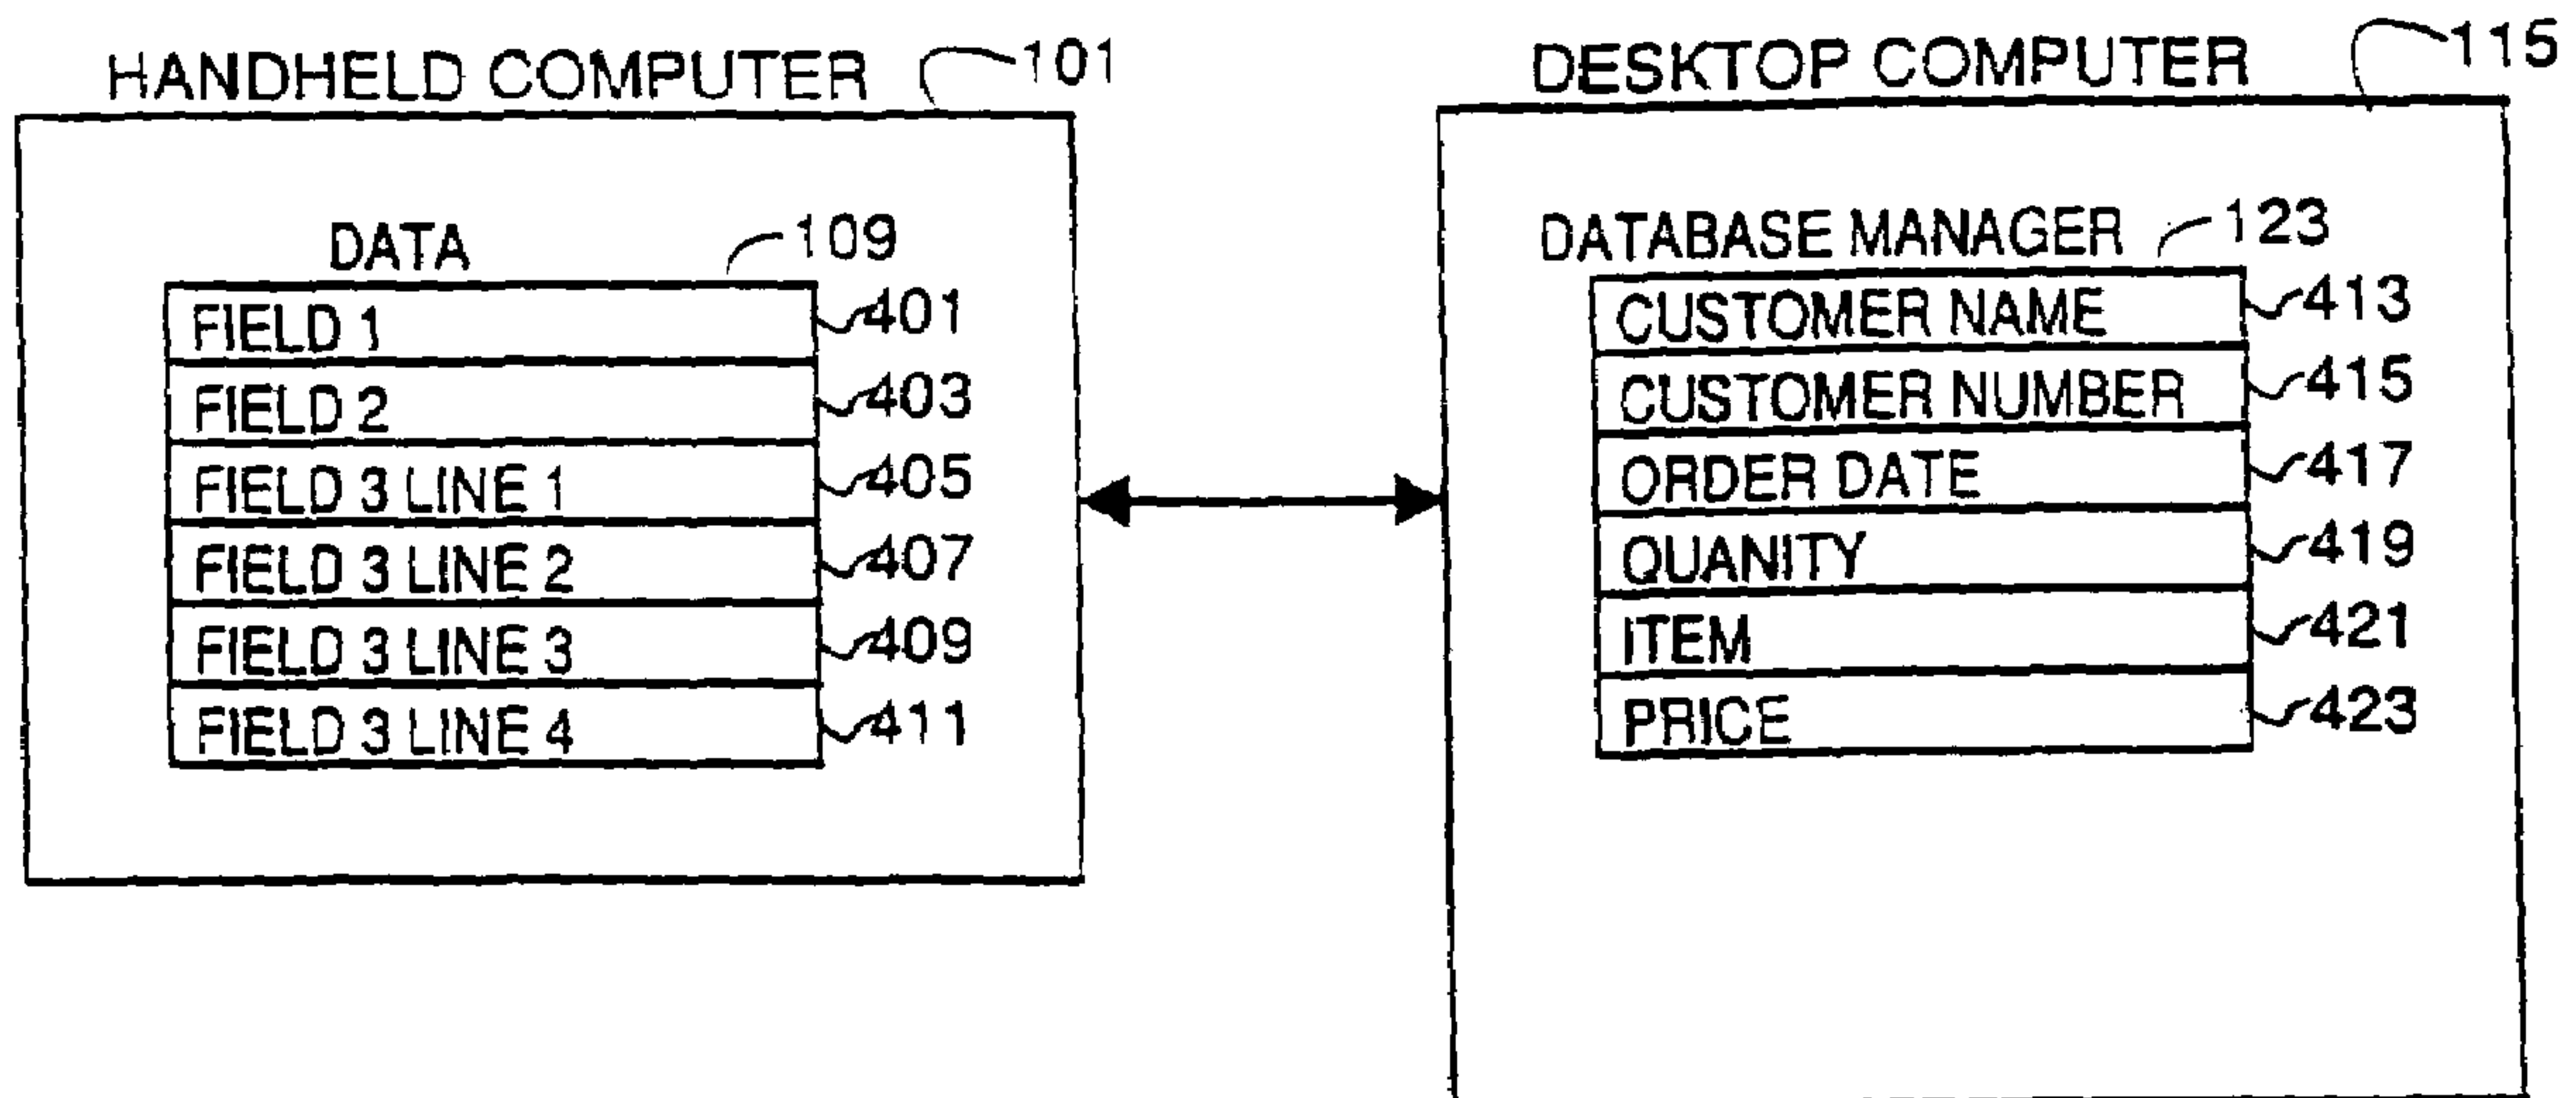 HANDHELD COMPUTER 101
DATA 109
FIELD 1 401
FIELD 2 403
FIELD 3 LINE 1 405
FIELD 3 LINE 2 407
FIELD 3 LINE 3 409
FIELD 3 LINE 4 411
DESKTOP COMPUTER 115
DATABASE MANAGER 123
CUSTOMER NAME 413
CUSTOMER NUMBER 415
ORDER DATE 417
QUANITY 419
ITEM 421
PRICE 423